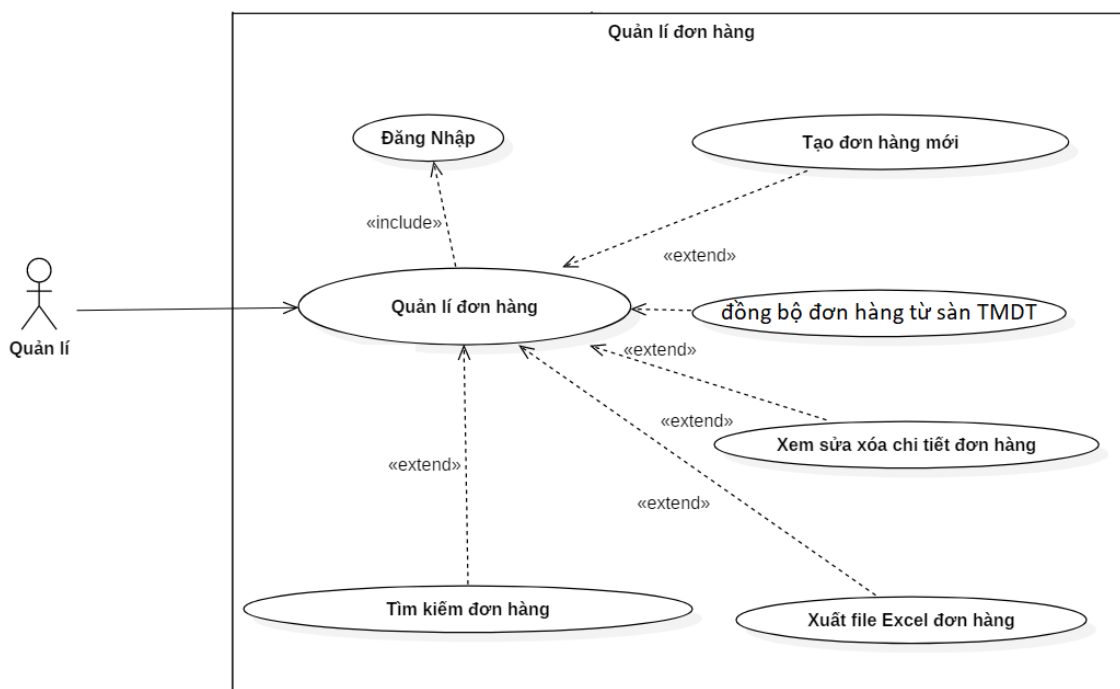 Quản lí đơn hàng
Đăng Nhập
Tạo đơn hàng mới
«include»
«extend»
Quản lí đơn hàng
đồng bộ đơn hàng từ sàn TMDT
Quản lí
«extend»
«extend»
Xem sửa xóa chi tiết đơn hàng
«extend»
«extend»
Tìm kiếm đơn hàng
Xuất file Excel đơn hàng